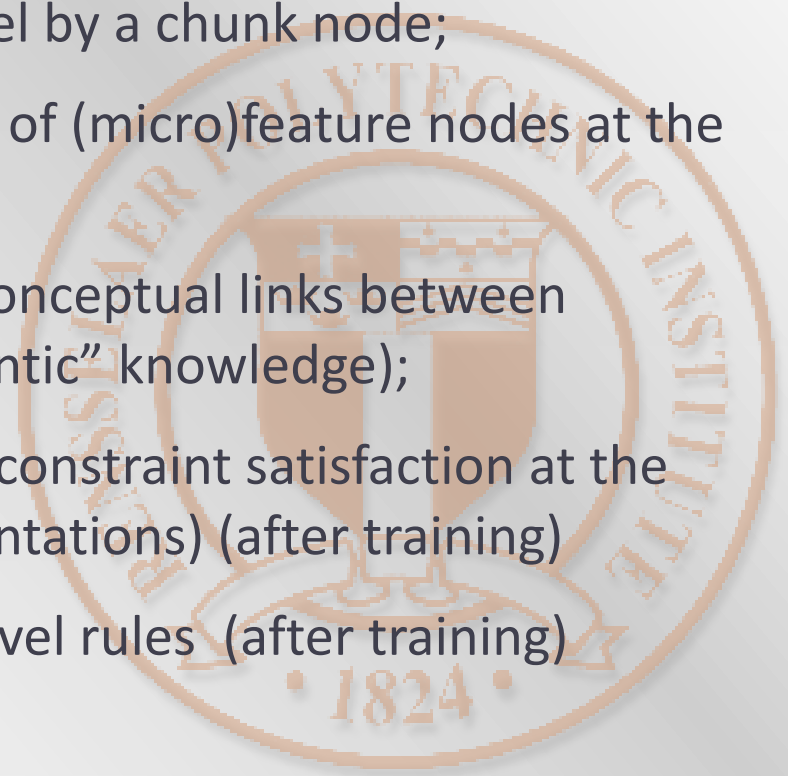 el by a chunk node;
of (micro)feature nodes at the
onceptual links between
ntic” knowledge);
constraint satisfaction at the
ntations) (after training)
vel rules (after training)
RENSSELAER POLYTECHNIC INSTITUTE
• 1824 •